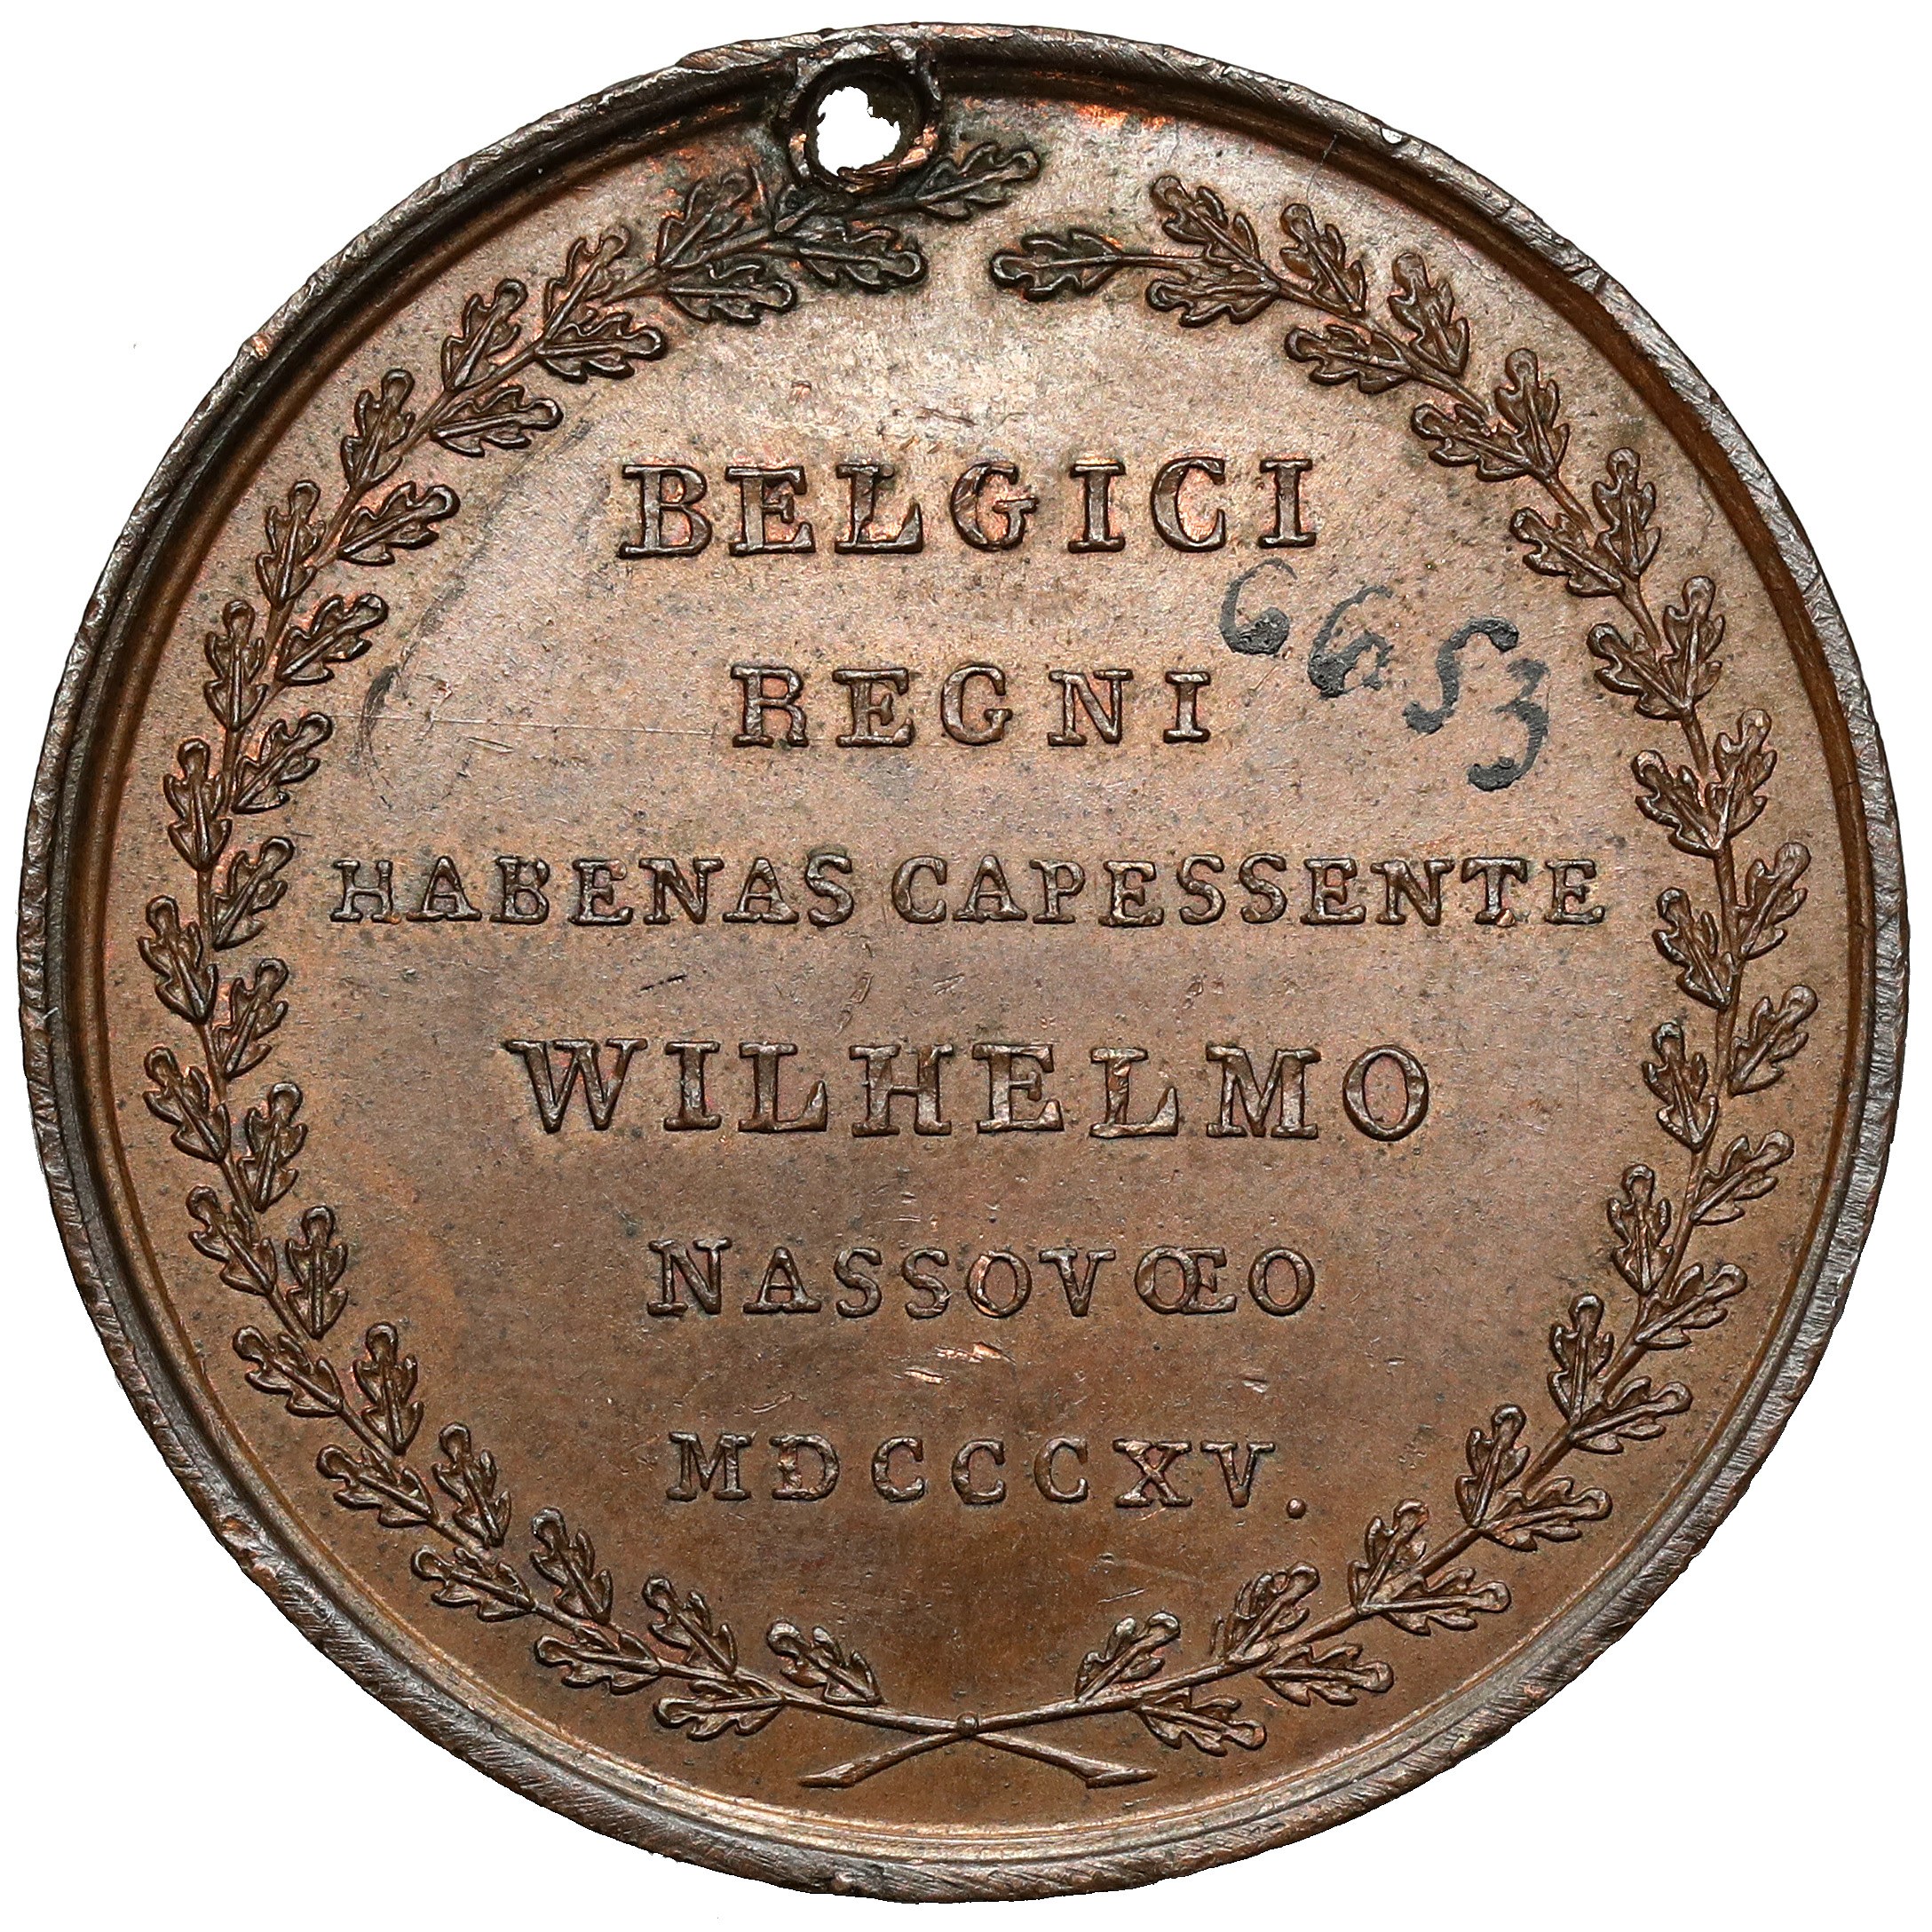 BELGICI
6653
REGNI
HABENAS CAPESSENTE
WILHELMO
NASSOVŒO
MDCCCXV.